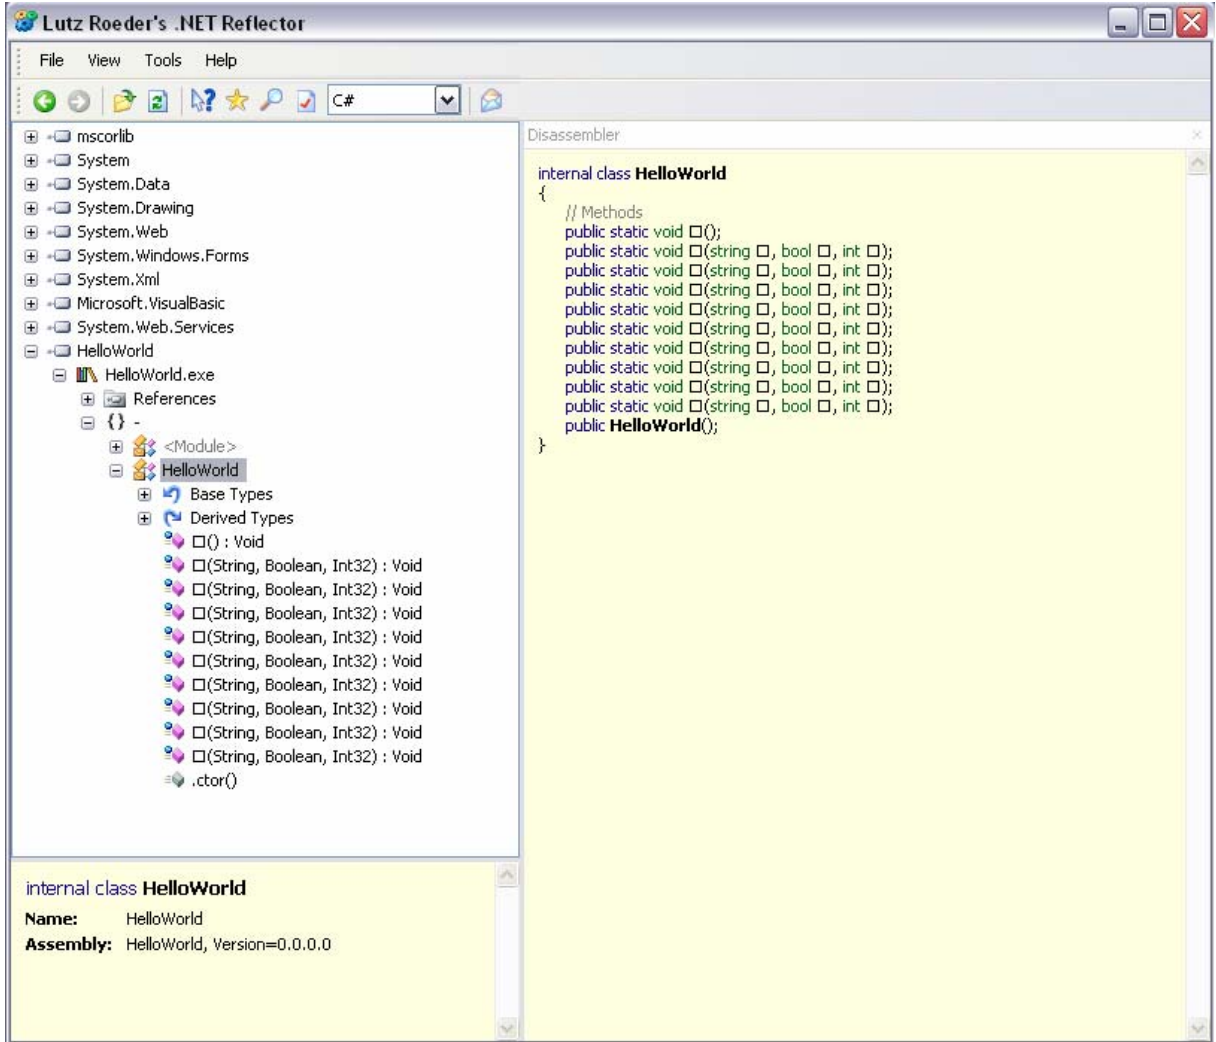 Lutz Roeder's .NET Reflector
File View Tools Help
C#
mscorlib
System
System.Data
System.Drawing
System.Web
System.Windows.Forms
System.Xml
Microsoft.VisualBasic
System.Web.Services
HelloWorld
HelloWorld.exe
References
{} -
<Module>
HelloWorld
Base Types
Derived Types
□() : Void
□(String, Boolean, Int32) : Void
□(String, Boolean, Int32) : Void
□(String, Boolean, Int32) : Void
□(String, Boolean, Int32) : Void
□(String, Boolean, Int32) : Void
□(String, Boolean, Int32) : Void
□(String, Boolean, Int32) : Void
□(String, Boolean, Int32) : Void
□(String, Boolean, Int32) : Void
.ctor()
internal class HelloWorld
Name: HelloWorld
Assembly: HelloWorld, Version=0.0.0.0
Disassembler
internal class HelloWorld
{
// Methods
public static void □();
public static void □(string □, bool □, int □);
public static void □(string □, bool □, int □);
public static void □(string □, bool □, int □);
public static void □(string □, bool □, int □);
public static void □(string □, bool □, int □);
public static void □(string □, bool □, int □);
public static void □(string □, bool □, int □);
public static void □(string □, bool □, int □);
public static void □(string □, bool □, int □);
public HelloWorld();
}